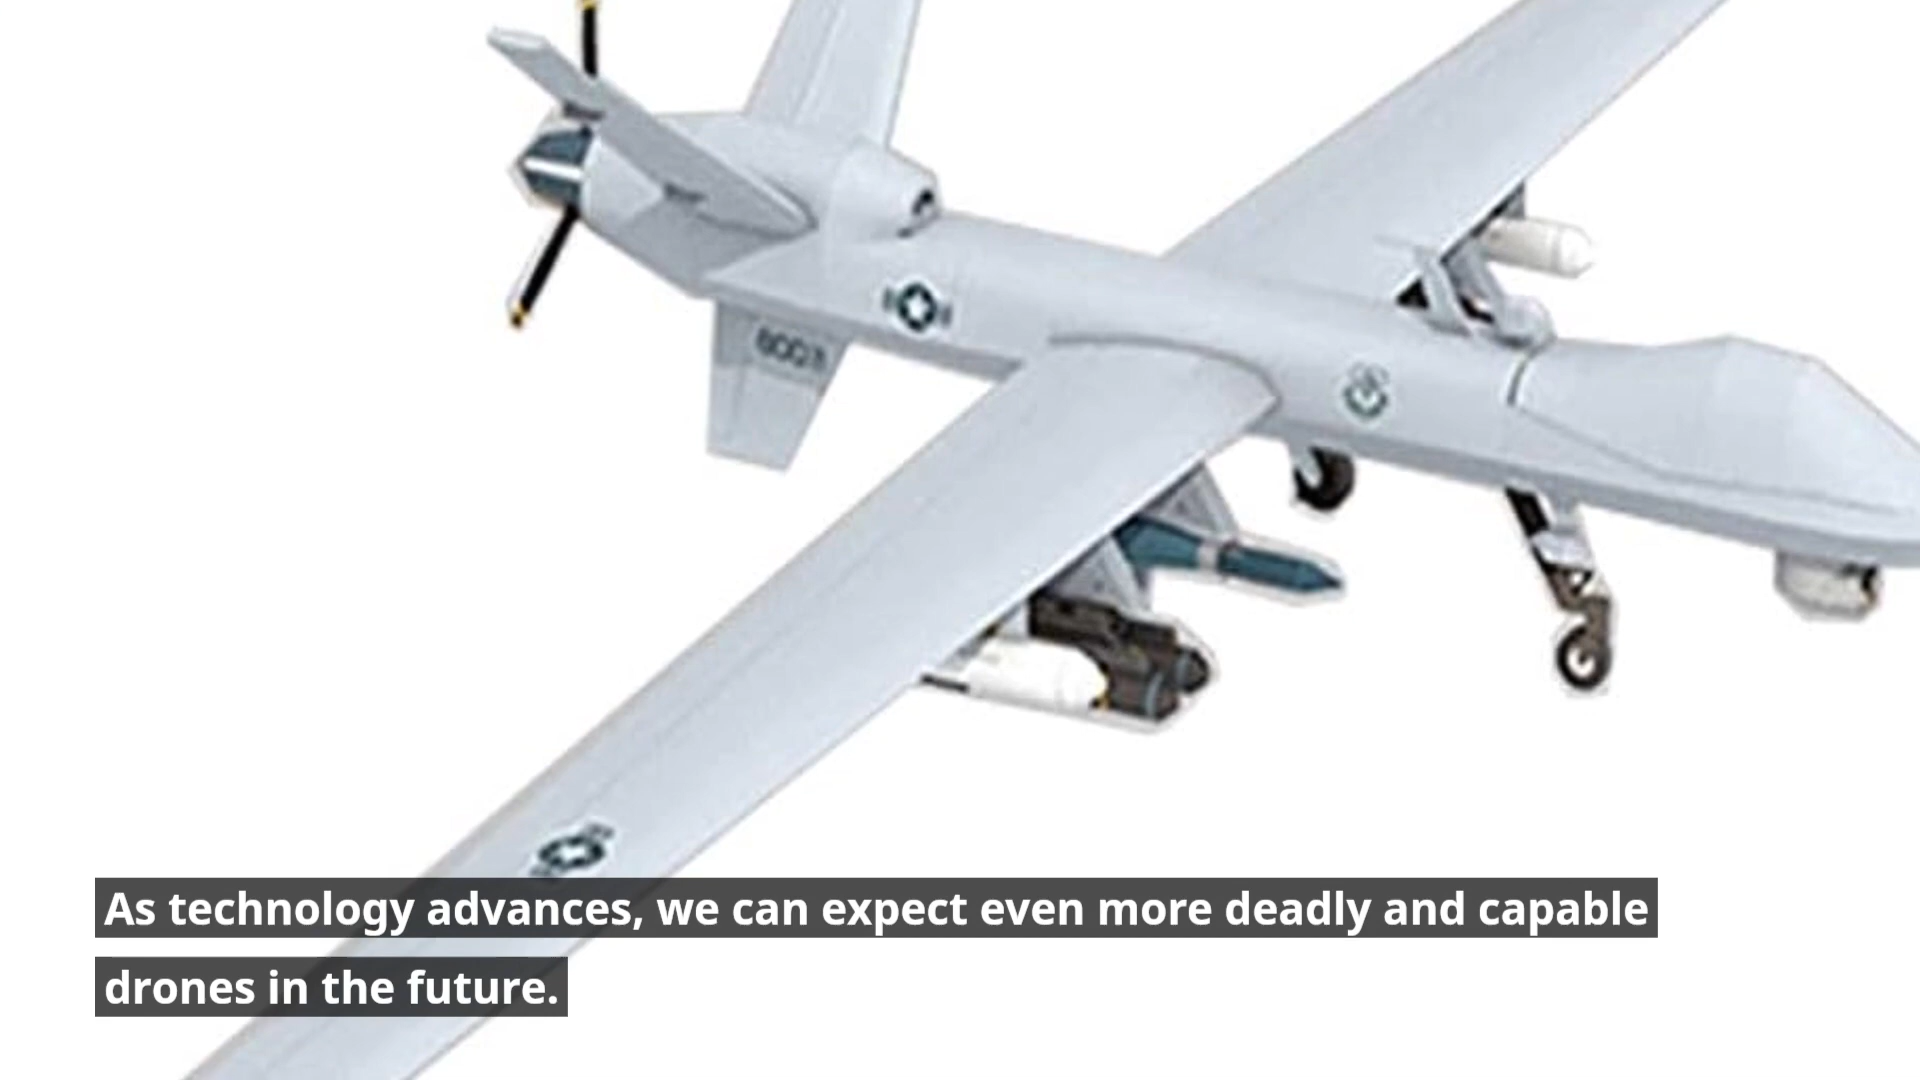 As technology advances, we can expect even more deadly and capable
drones in the future.